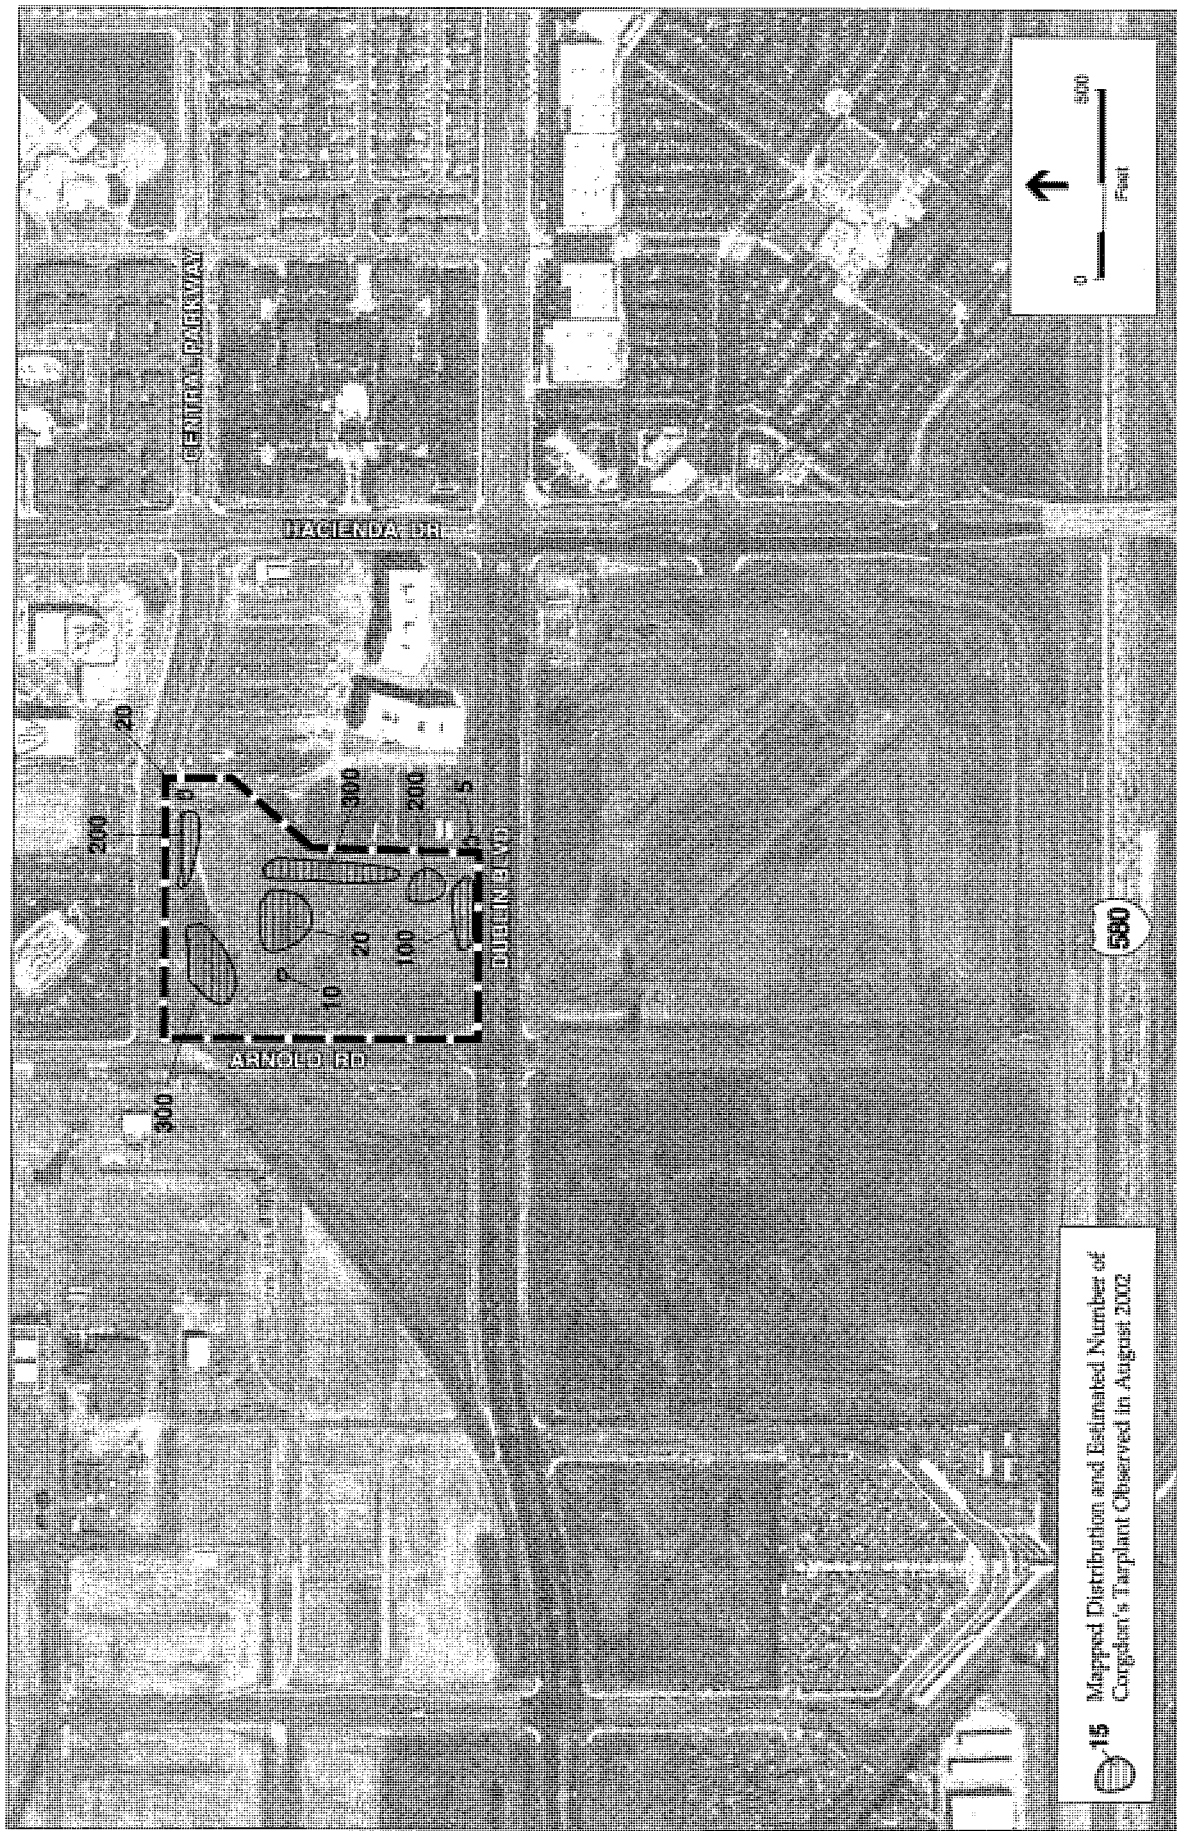 CENTRAL PARKWAY
HACIENDA DR
20
200
300
200
5
300
20
100
10
DUBLIN BLVD
ARNOLD RD
300
580
0
500
Feet
15
Mapped Distribution and Estimated Number of
Congdon's Tarplant Observed in August 2002